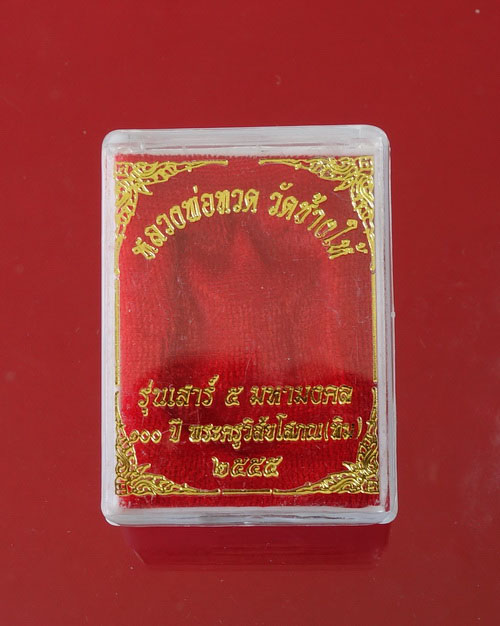 หลวงพ่อทวด วัดช้างให้
รุ่นเสาร์ ๕ มหามงคล
๑๐๐ ปี พระครูวิสัยโสภณ(ทิม)
๒๕๕๕